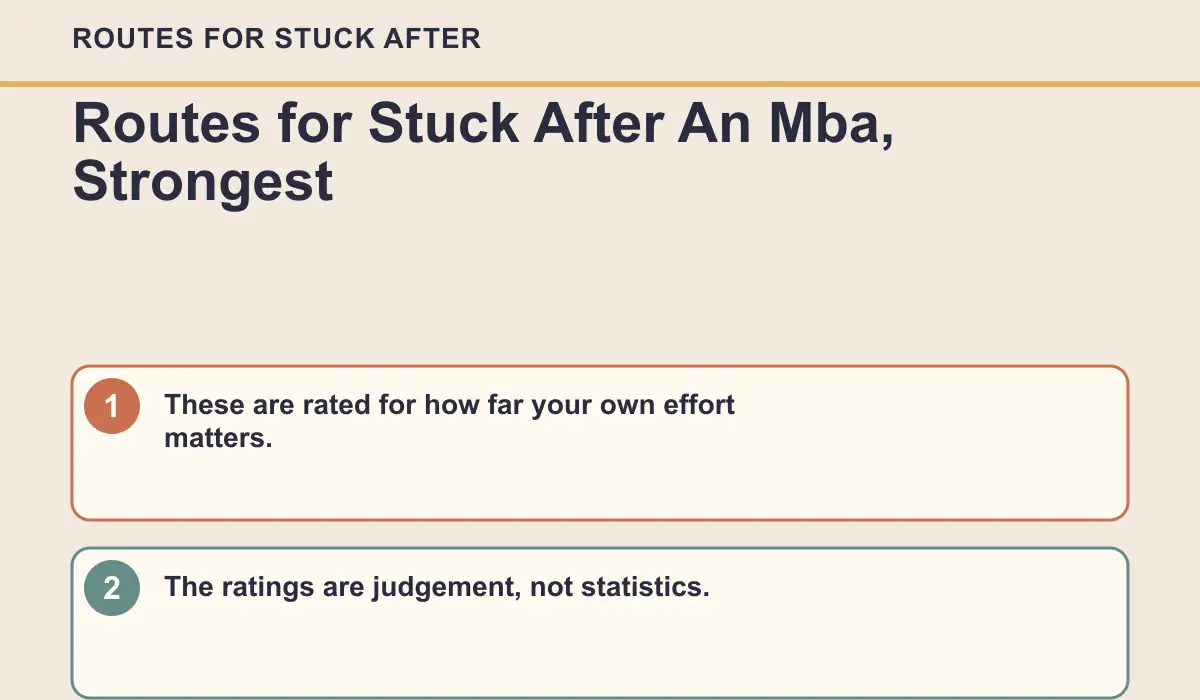 ROUTES FOR STUCK AFTER
Routes for Stuck After An Mba,
Strongest
1
These are rated for how far your own effort
matters.
2
The ratings are judgement, not statistics.